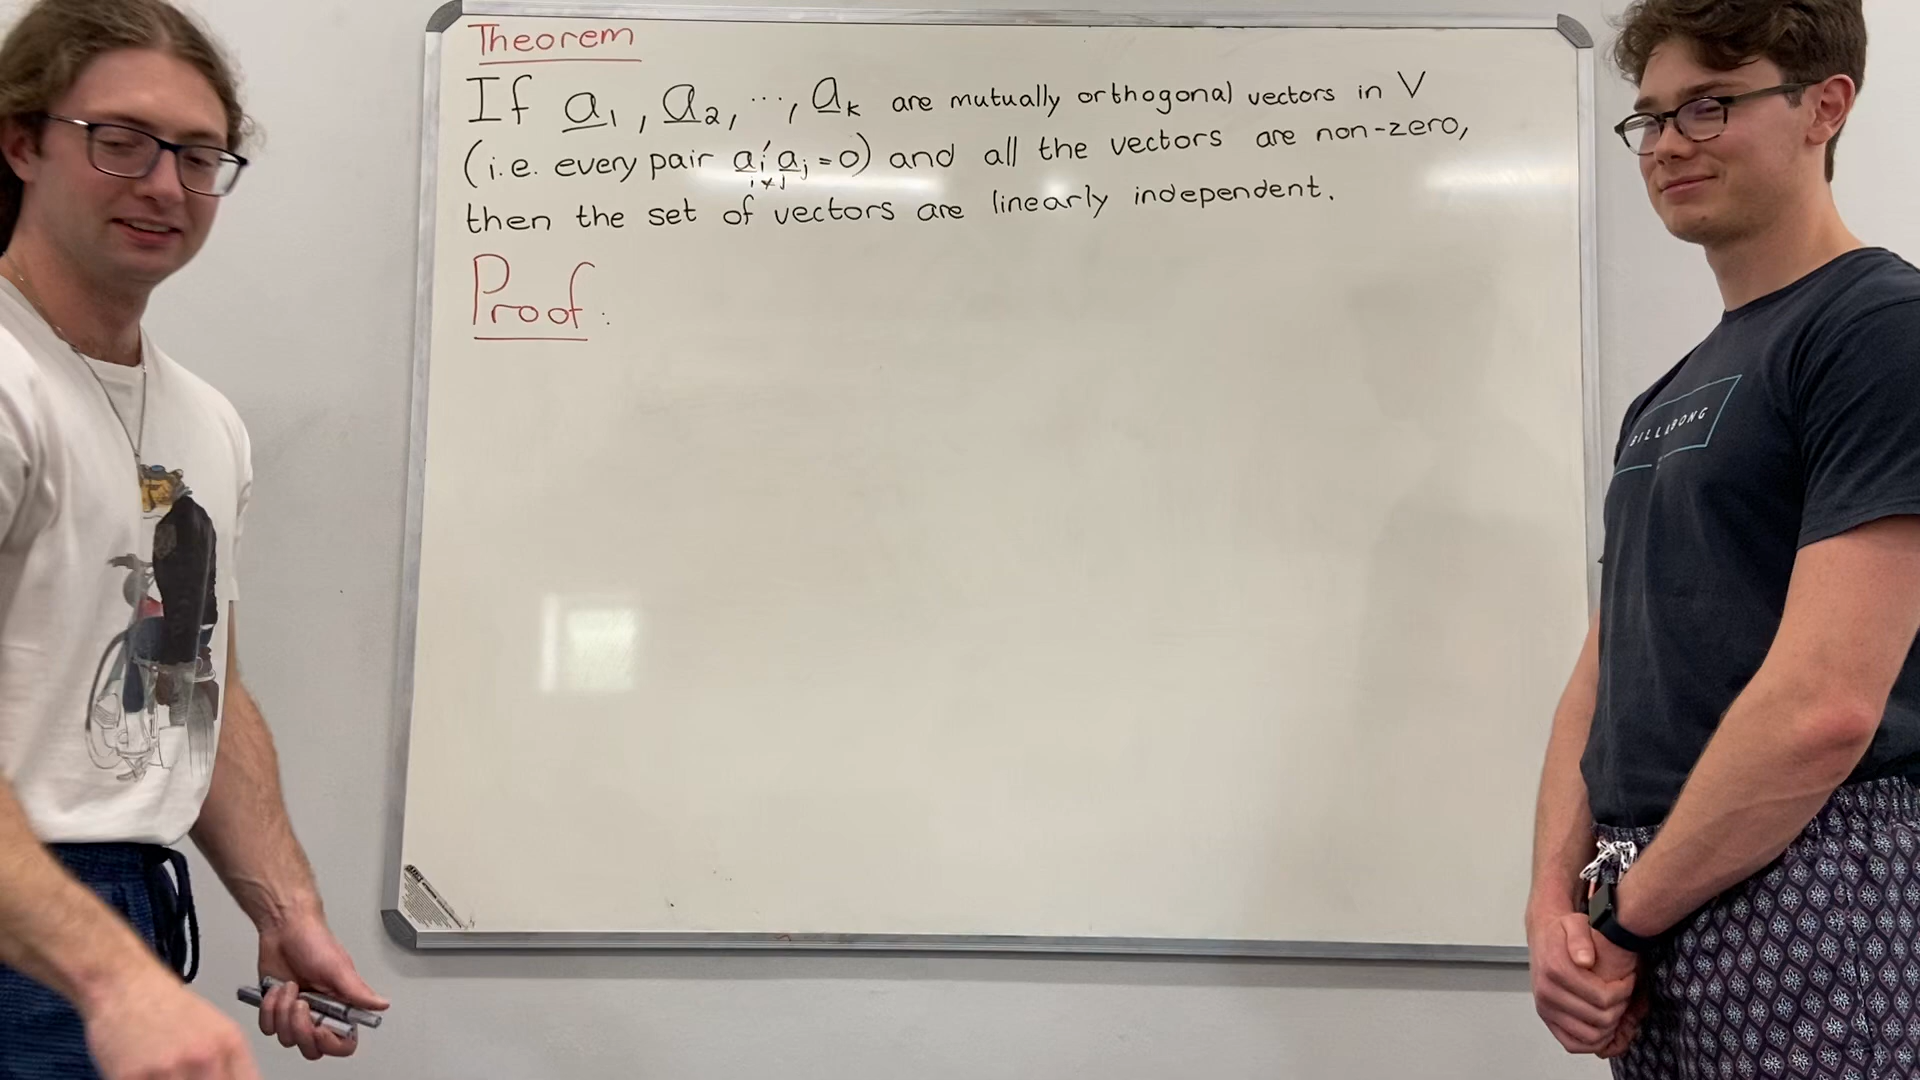 Theorem
If a₁, a₂, ..., aₖ are mutually orthogonal vectors in V
(i.e. every pair aᵢ'aⱼ = 0) and all the vectors are non-zero,
i≠j
then the set of vectors are linearly independent.
Proof:
BILLABONG